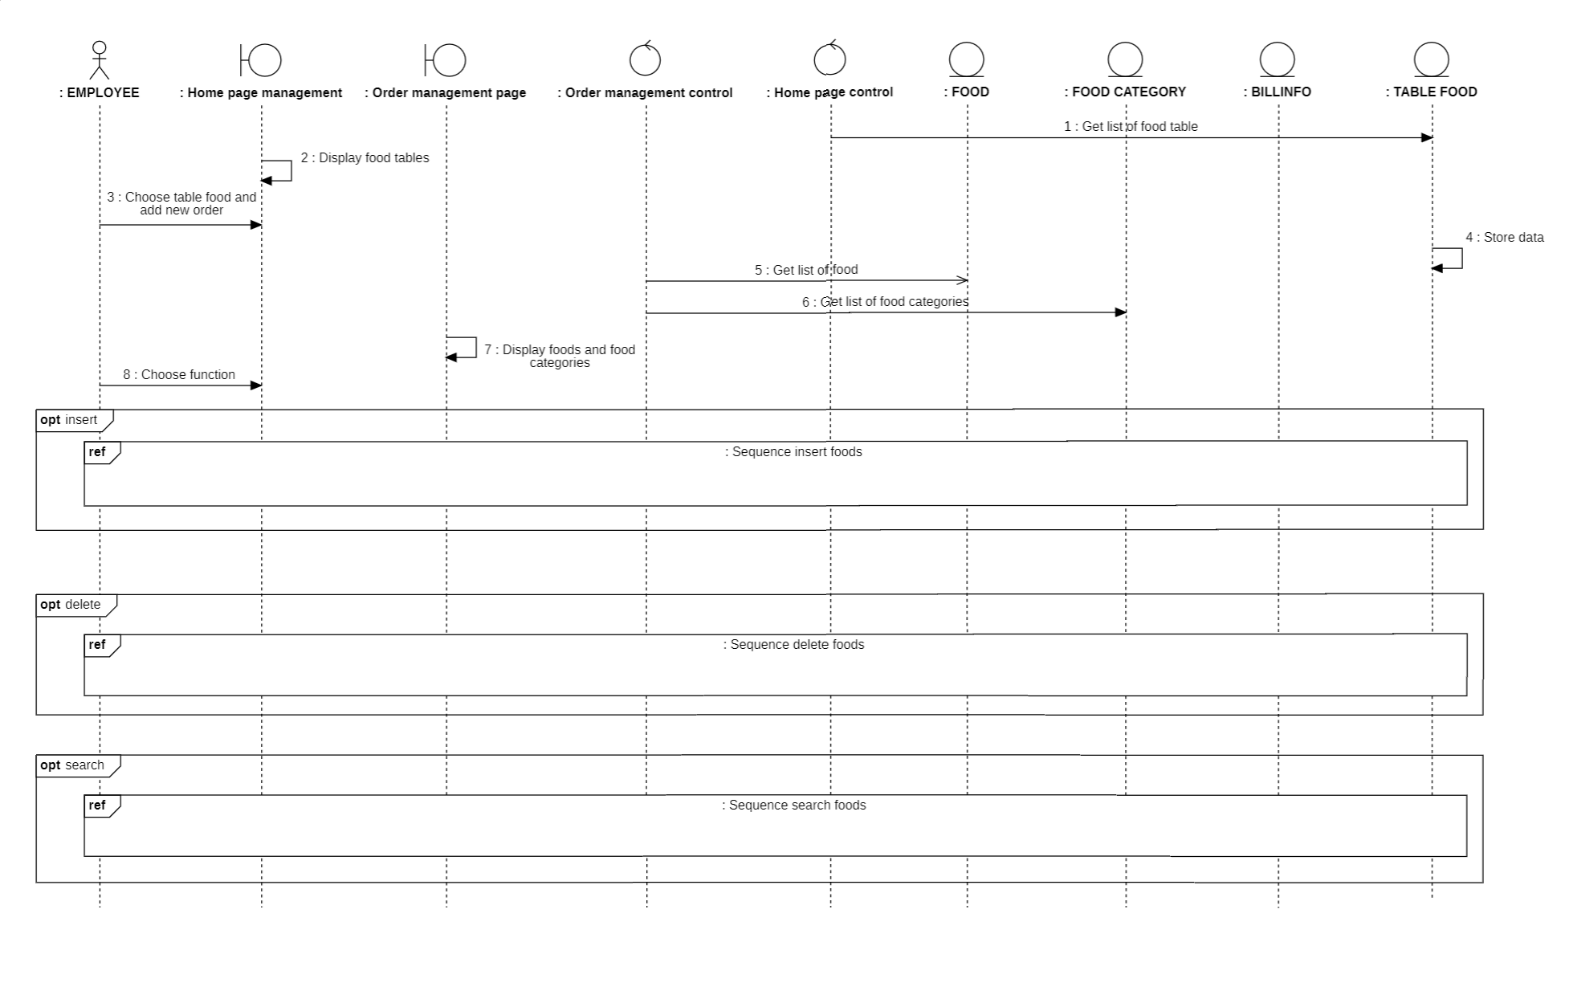 : EMPLOYEE
: Home page management
: Order management page
: Order management control
: Home page control
: FOOD
: FOOD CATEGORY
: BILLINFO
: TABLE FOOD
1 : Get list of food table
2 : Display food tables
3 : Choose table food and
add new order
4 : Store data
5 : Get list of food
6 : Get list of food categories
7 : Display foods and food
categories
8 : Choose function
opt insert
ref
: Sequence insert foods
opt delete
ref
: Sequence delete foods
opt search
ref
: Sequence search foods